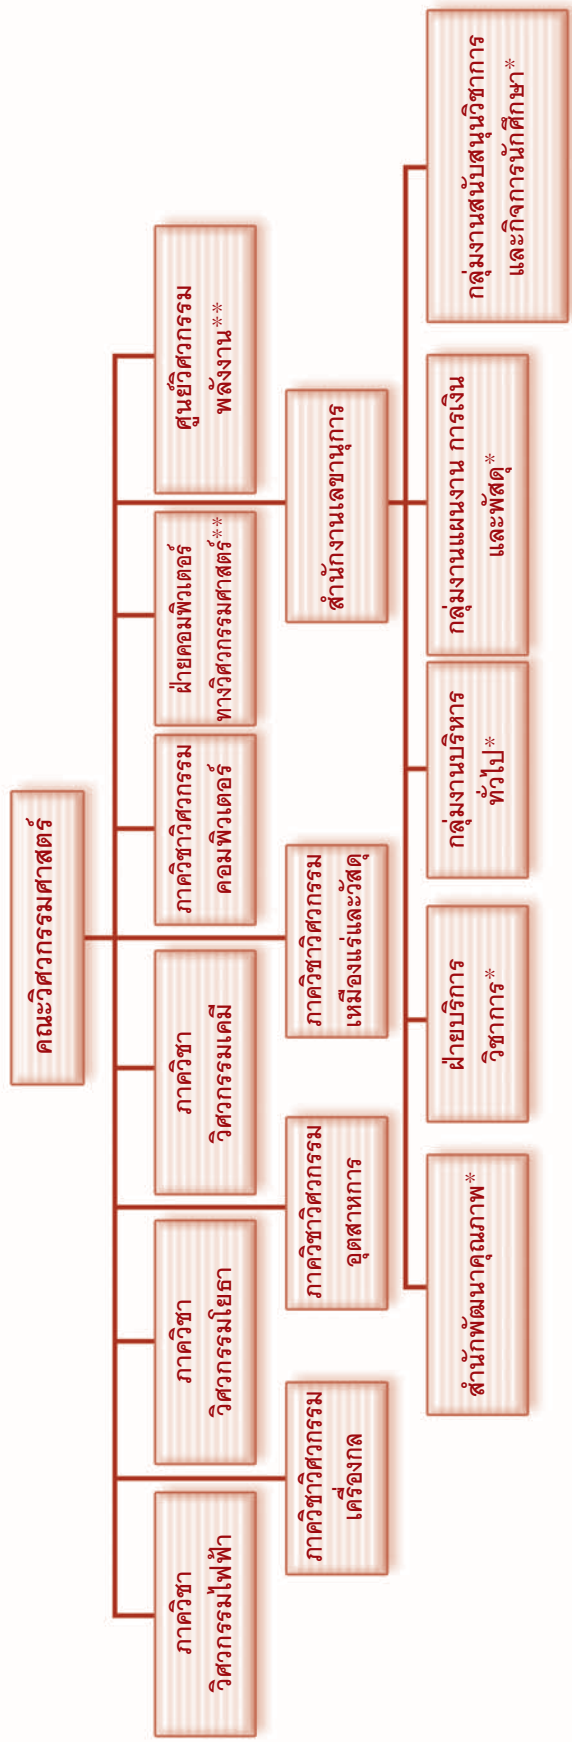 คณะวิศวกรรมศาสตร์
ภาควิชา
วิศวกรรมไฟฟ้า
ภาควิชา
วิศวกรรมโยธา
ภาควิชา
วิศวกรรมเคมี
ภาควิชาวิศวกรรม
คอมพิวเตอร์
ฝ่ายคอมพิวเตอร์
ทางวิศวกรรมศาสตร์**
ศูนย์วิศวกรรม
พลังงาน**
ภาควิชาวิศวกรรม
เครื่องกล
ภาควิชาวิศวกรรม
อุตสาหการ
ภาควิชาวิศวกรรม
เหมืองแร่และวัสดุ
สำนักงานเลขานุการ
สำนักพัฒนาคุณภาพ*
ฝ่ายบริการ
วิชาการ*
กลุ่มงานบริหาร
ทั่วไป*
กลุ่มงานแผนงาน การเงิน
และพัสดุ*
กลุ่มงานสนับสนุนวิชาการ
และกิจการนักศึกษา*